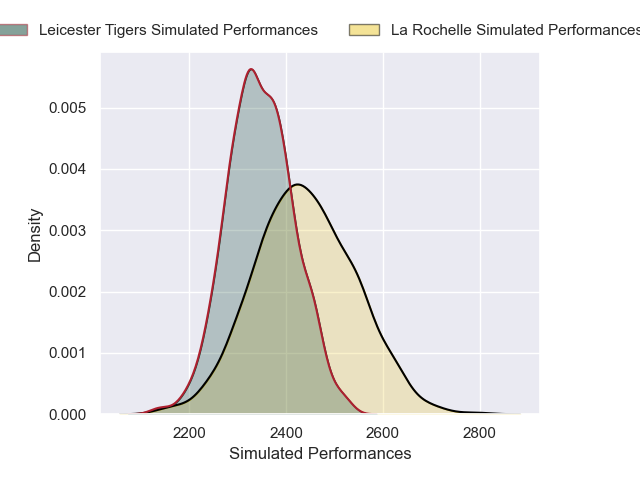 Leicester Tigers Simulated Performances
La Rochelle Simulated Performances
0.005
0.004
0.003
0.002
0.001
0.000
Density
2200
2400
2600
2800
Simulated Performances